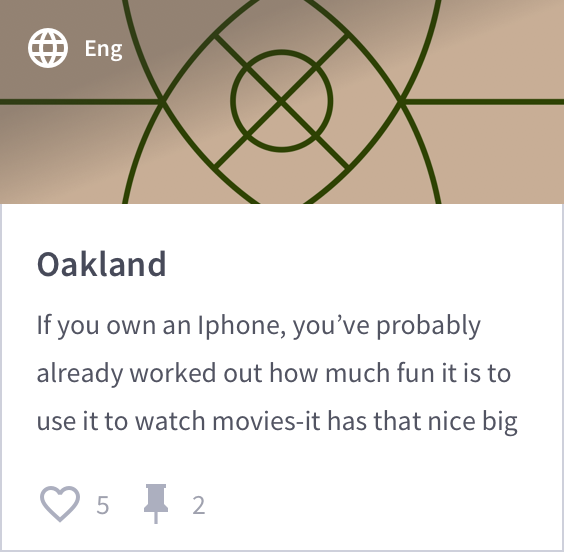 Eng
Oakland
If you own an Iphone, you’ve probably
already worked out how much fun it is to
use it to watch movies-it has that nice big
5 2